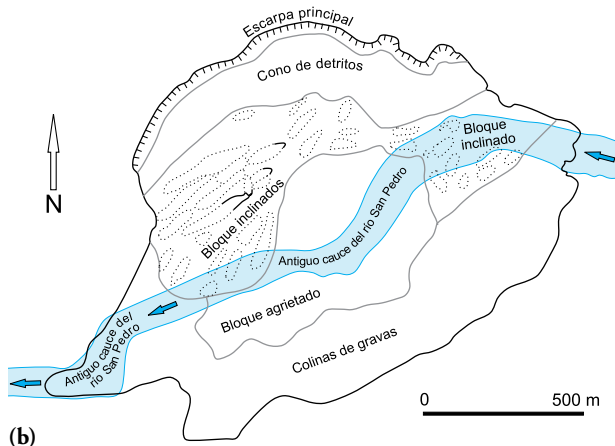 Escarpa principal
Cono de detritos
Bloque
inclinado
N
Bloque inclinados
Antiguo cauce del río San Pedro
Antiguo cauce del
río San Pedro
Bloque agrietado
Colinas de gravas
0 500 m
(b)